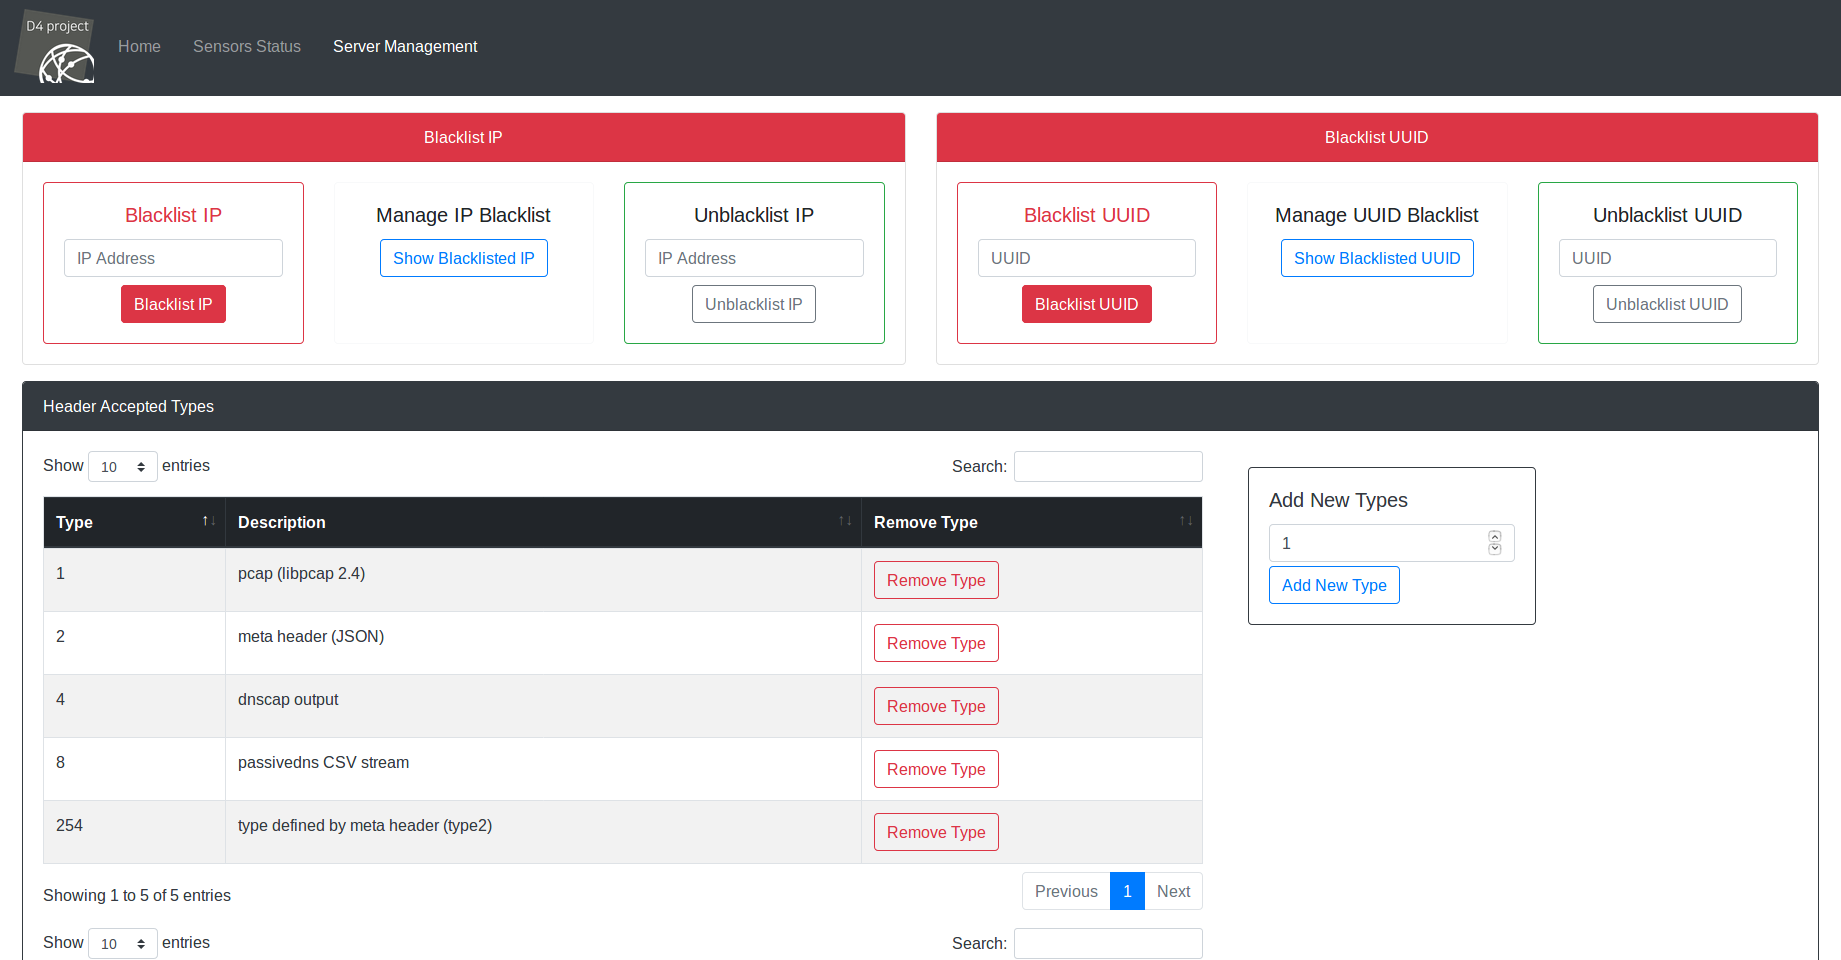 D4 project
Home Sensors Status Server Management
Blacklist IP
Blacklist IP
IP Address
Blacklist IP
Manage IP Blacklist
Show Blacklisted IP
Unblacklist IP
IP Address
Unblacklist IP
Blacklist UUID
Blacklist UUID
UUID
Blacklist UUID
Manage UUID Blacklist
Show Blacklisted UUID
Unblacklist UUID
UUID
Unblacklist UUID
Header Accepted Types
Show 10 entries Search:
Type Description Remove Type
1 pcap (libpcap 2.4) Remove Type
2 meta header (JSON) Remove Type
4 dnscap output Remove Type
8 passivedns CSV stream Remove Type
254 type defined by meta header (type2) Remove Type
Showing 1 to 5 of 5 entries Previous 1 Next
Show 10 entries Search:
Add New Types
1
Add New Type